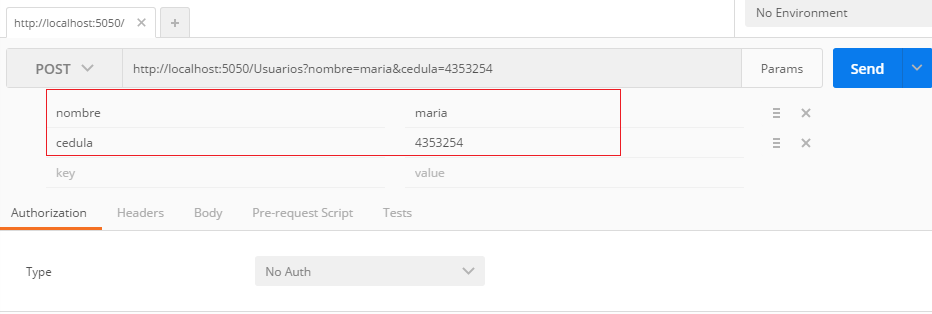 http://localhost:5050/
No Environment
POST http://localhost:5050/Usuarios?nombre=maria&cedula=4353254 Params Send
nombre maria
cedula 4353254
key value
Authorization Headers Body Pre-request Script Tests
Type No Auth